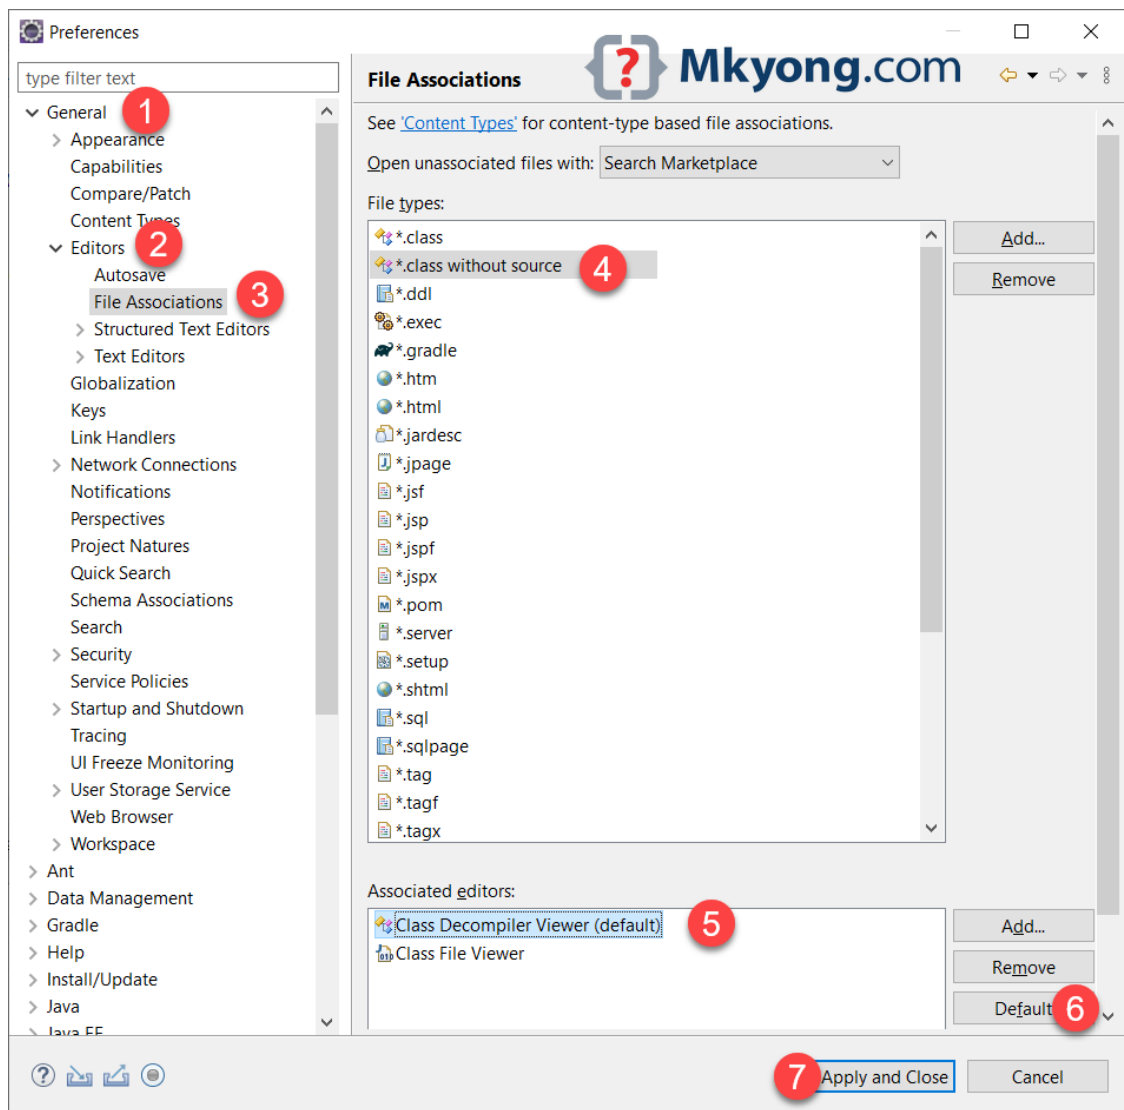 Preferences
Mkyong.com
type filter text
General
1
Appearance
Capabilities
Compare/Patch
Content Types
Editors
2
Autosave
File Associations
3
Structured Text Editors
Text Editors
Globalization
Keys
Link Handlers
Network Connections
Notifications
Perspectives
Project Natures
Quick Search
Schema Associations
Search
Security
Service Policies
Startup and Shutdown
Tracing
UI Freeze Monitoring
User Storage Service
Web Browser
Workspace
Ant
Data Management
Gradle
Help
Install/Update
Java
Java EE
File Associations
See 'Content Types' for content-type based file associations.
Open unassociated files with: Search Marketplace
File types:
*.class
*.class without source
4
*.ddl
*.exec
*.gradle
*.htm
*.html
*.jardesc
*.jpage
*.jsf
*.jsp
*.jspf
*.jspx
*.pom
*.server
*.setup
*.shtml
*.sql
*.sqlpage
*.tag
*.tagf
*.tagx
Add...
Remove
Associated editors:
Class Decompiler Viewer (default)
5
Class File Viewer
Add...
Remove
Default
6
7
Apply and Close
Cancel